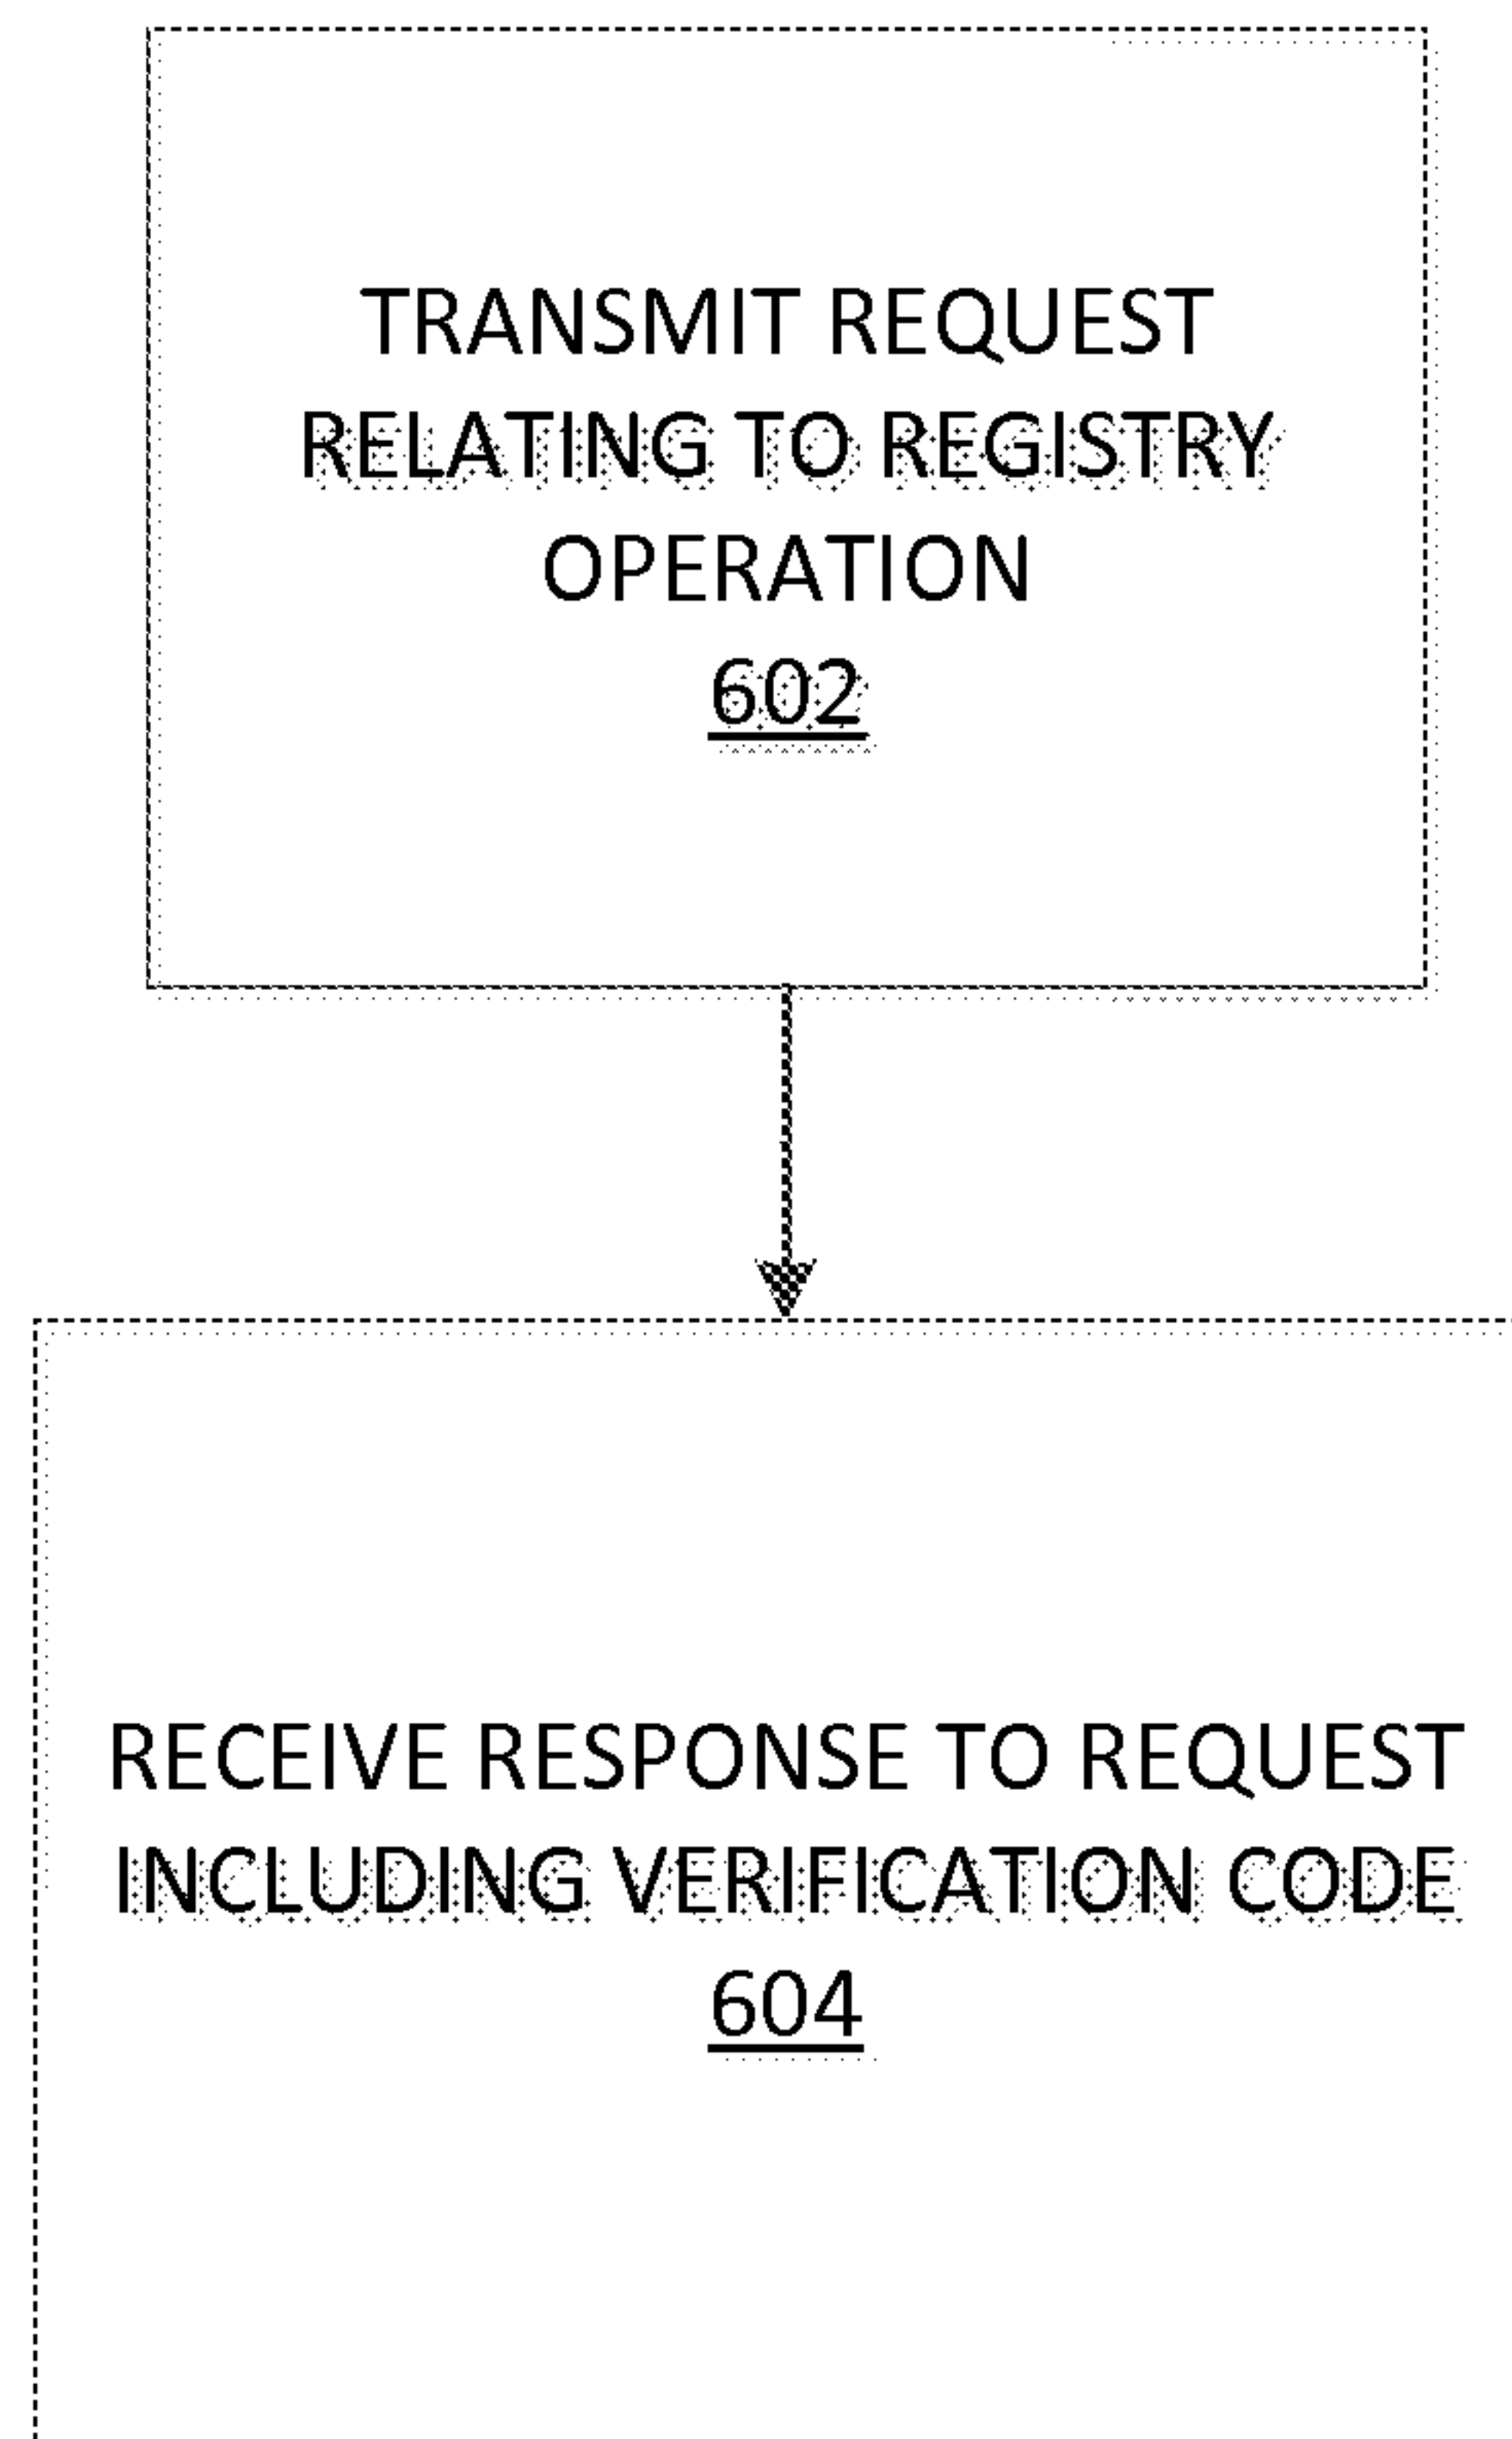 TRANSMIT REQUEST
RELATING TO REGISTRY
OPERATION
602
RECEIVE RESPONSE TO REQUEST
INCLUDING VERIFICATION CODE
604